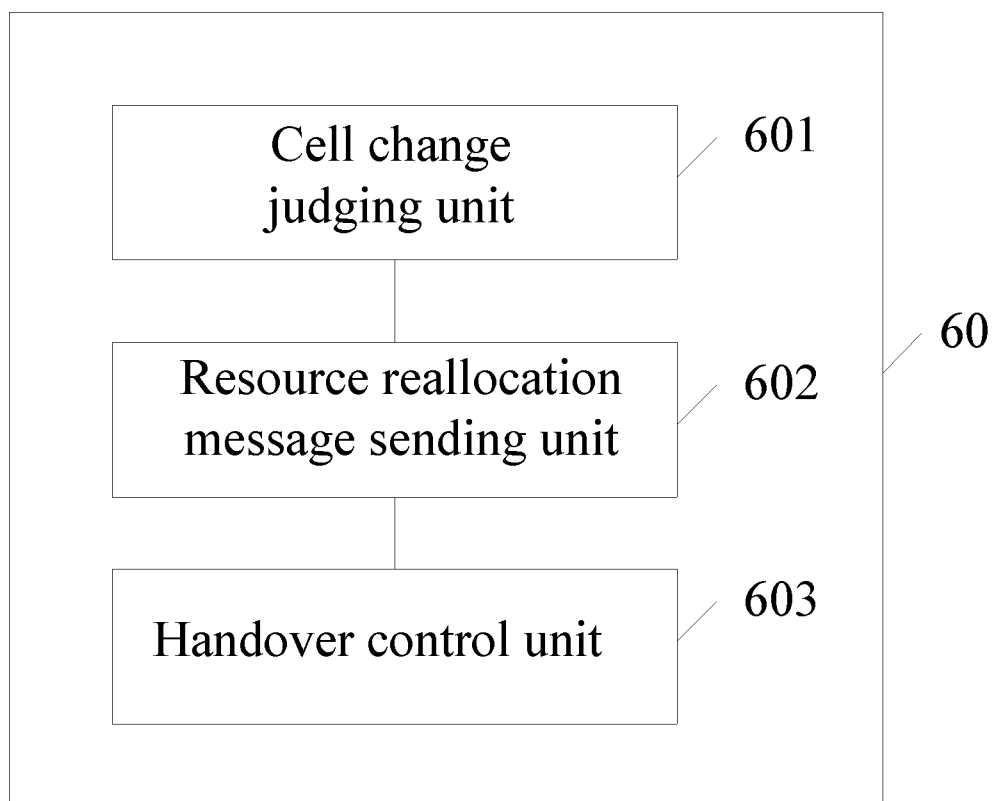 Cell change
judging unit
601
Resource reallocation
message sending unit
602
60
Handover control unit
603